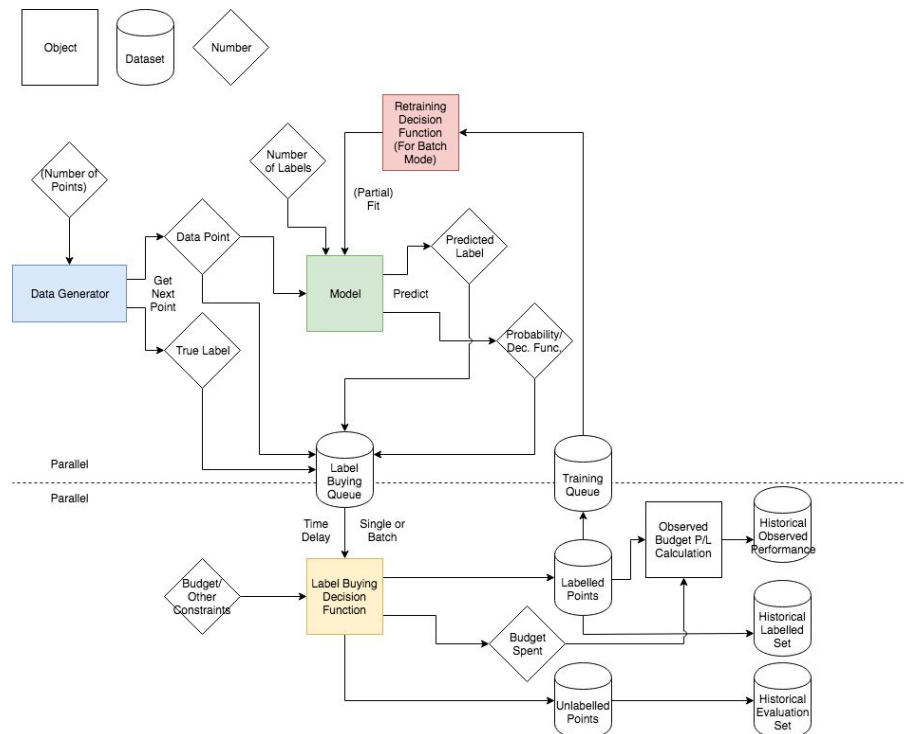 Object
Dataset
Number
Retraining
Decision
Function
(For Batch
Mode)
Number
of Labels
(Number of
Points)
(Partial)
Fit
Data Point
Predicted
Label
Data Generator
Get
Next
Point
Model
Predict
True Label
Probability/
Dec. Func.
Label
Buying
Queue
Training
Queue
Parallel
Parallel
Time
Delay
Single or
Batch
Observed
Budget P/L
Calculation
Historical
Observed
Performance
Budget/
Other
Constraints
Label Buying
Decision
Function
Labelled
Points
Historical
Labelled
Set
Budget
Spent
Unlabelled
Points
Historical
Evaluation
Set